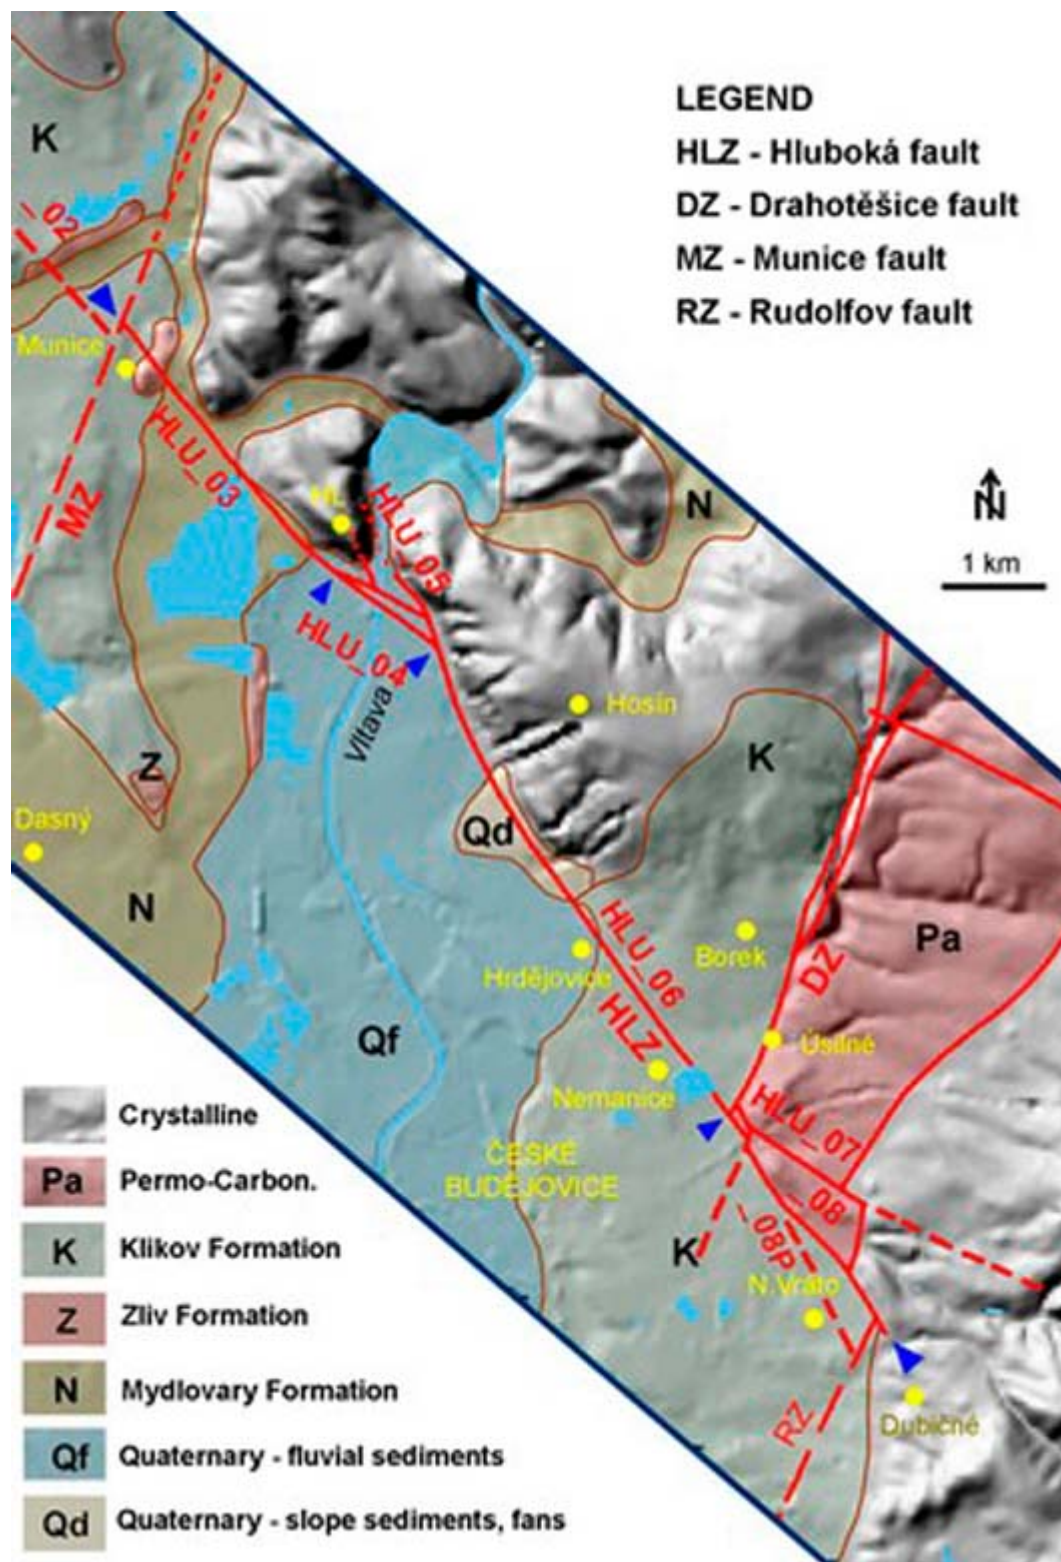 LEGEND
HLZ - Hluboká fault
DZ - Drahotěšice fault
MZ - Munice fault
RZ - Rudolfov fault
K
_02
Munice
HLU_03
MZ
HL.
HLU_05
N
N
1 km
HLU_04
Vltava
Hosín
K
Z
Dasný
Qd
N
HLU_06
Borek
DZ
Pa
Hrdějovice
HLZ
Qf
Úsilné
Nemanice
HLU_07
ČESKÉ
BUDĚJOVICE
_08
_08P
K
N.Vráto
RZ
Dubičné
Crystalline
Pa Permo-Carbon.
K Klikov Formation
Z Zliv Formation
N Mydlovary Formation
Qf Quaternary - fluvial sediments
Qd Quaternary - slope sediments, fans